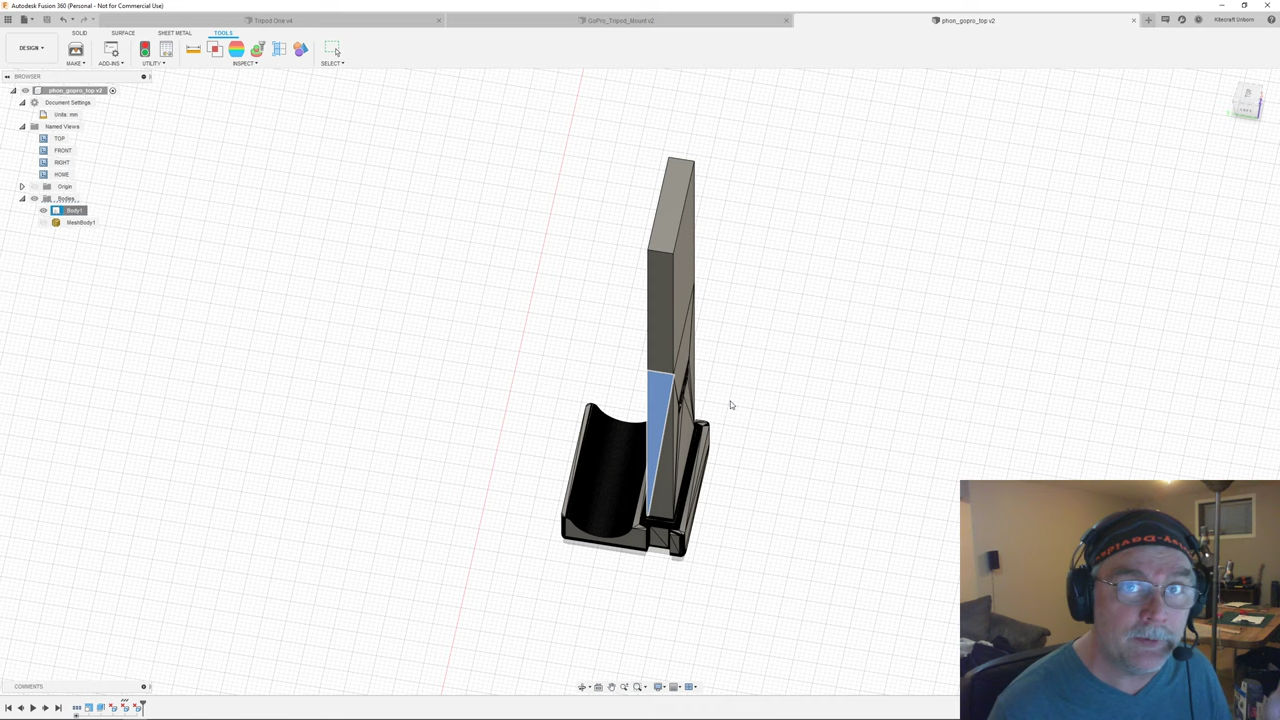 Autodesk Fusion 360 (Personal - Not for Commercial Use)
Tripod One v4
GoPro_Tripod_Mount v2
phon_gopro_top v2
Kitecraft Unborn
SOLID
SURFACE
SHEET METAL
TOOLS
DESIGN
MAKE
ADD-INS
UTILITY
INSPECT
SELECT
BROWSER
phon_gopro_top v2
Document Settings
Units: mm
Named Views
TOP
FRONT
RIGHT
HOME
Origin
Bodies
Body1
MeshBody1
COMMENTS